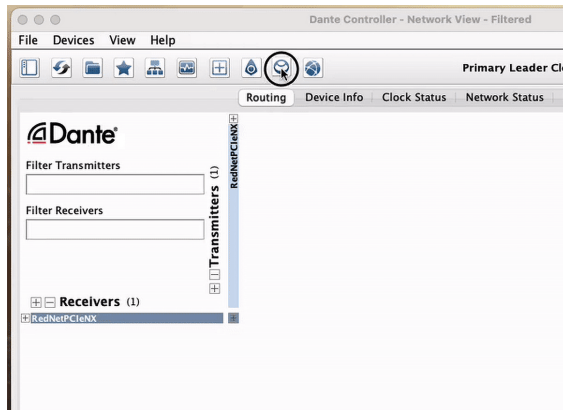 Dante Controller - Network View - Filtered
File Devices View Help
Primary Leader Cl
Routing Device Info Clock Status Network Status
Dante
Filter Transmitters
Filter Receivers
Transmitters (1)
RedNetPCIeNX
Receivers (1)
RedNetPCIeNX